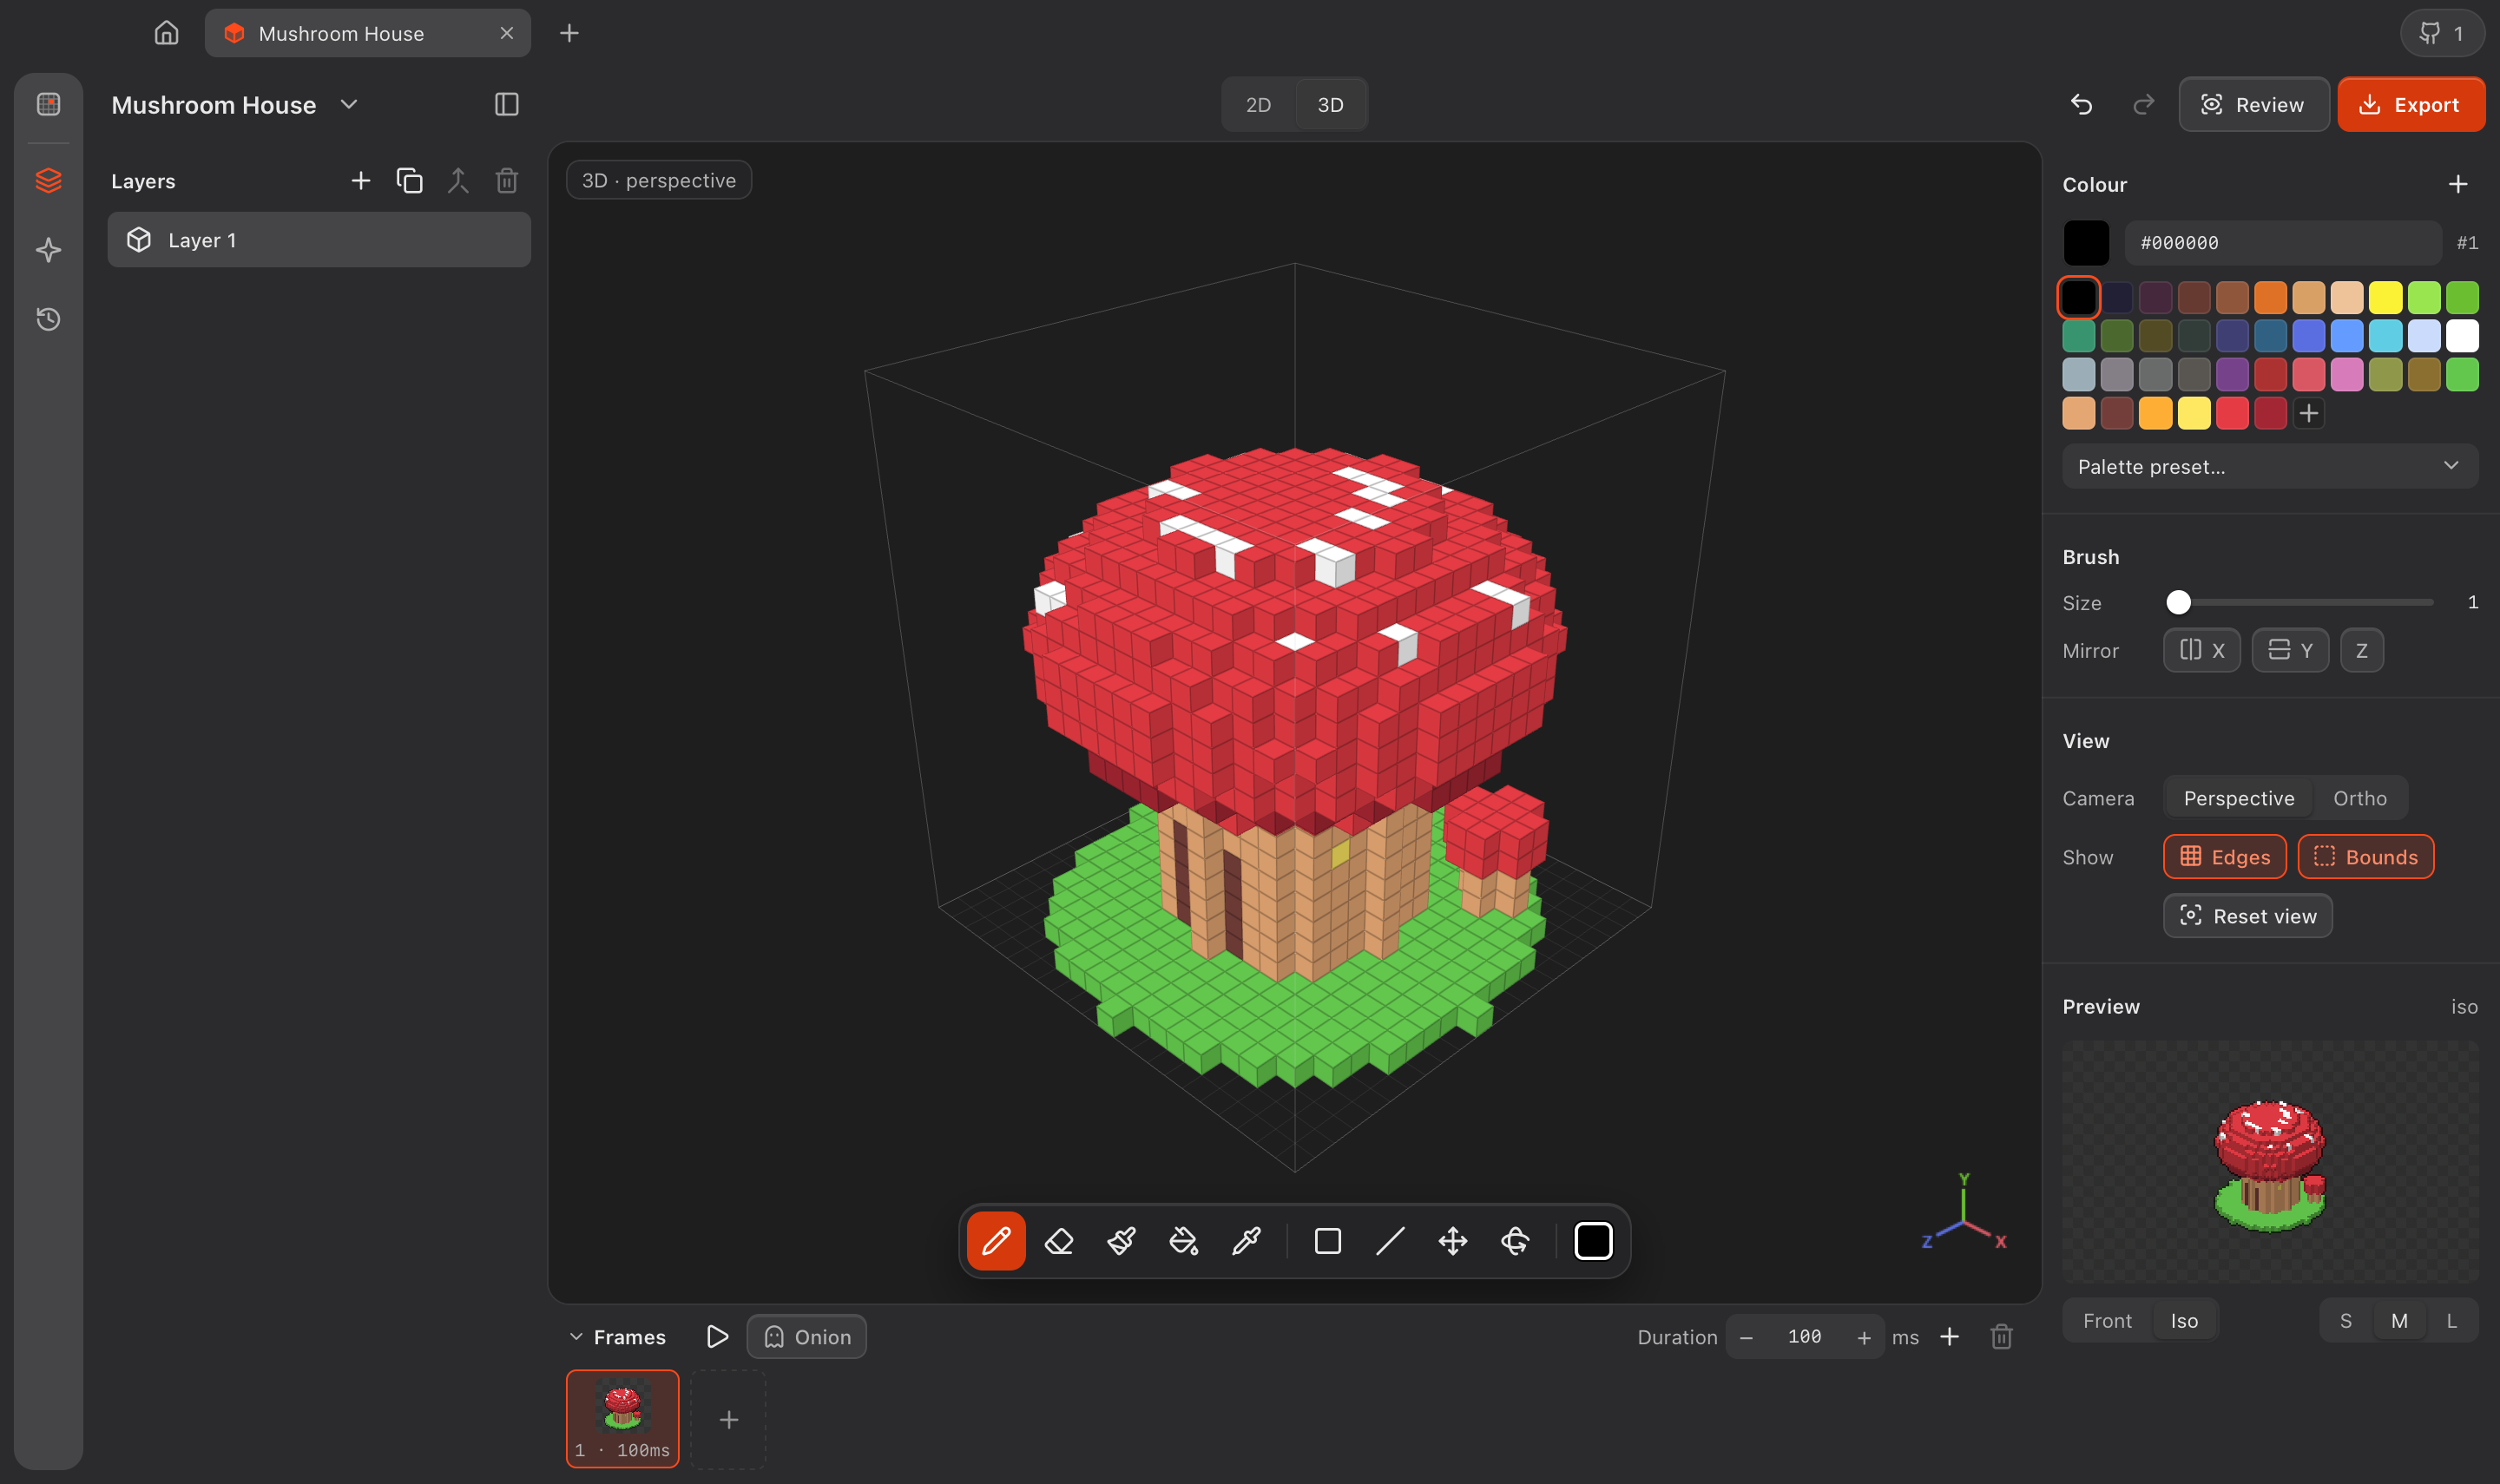 Mushroom House
1
Mushroom House
2D
3D
Review
Export
Layers
Layer 1
3D · perspective
Colour
#000000
#1
Palette preset...
Brush
Size
1
Mirror
X
Y
Z
View
Camera
Perspective
Ortho
Show
Edges
Bounds
Reset view
Preview
iso
Y
Z
X
Front
Iso
S
M
L
Frames
Onion
Duration
100
ms
1 · 100ms